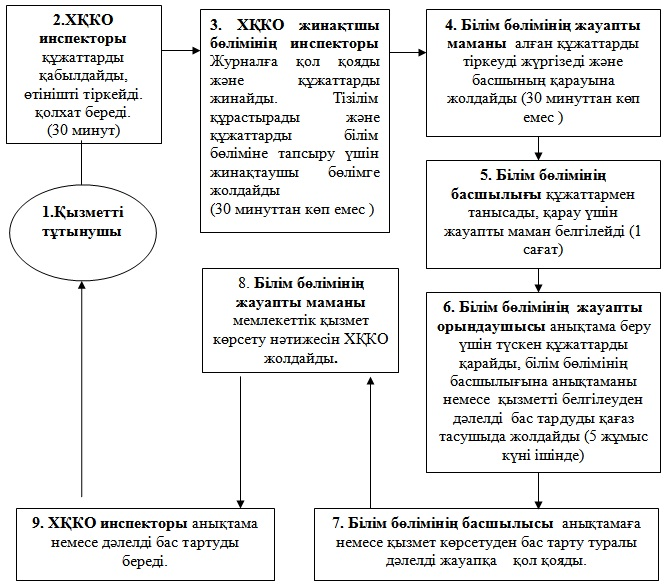 2.ХҚКО
инспекторы
құжаттарды
қабылдайды,
өтінішті тіркейді.
қолхат береді.
(30 минут)
1.Қызметті
тұтынушы
3. ХҚКО жинақтшы
бөлімінің инспекторы
Журналға қол қояды
және құжаттарды
жинайды. Тізілім
құрастырады және
құжаттарды білім
бөліміне тапсыру үшін
жинақтаушы бөлімге
жолдайды
(30 минуттан көп емес )
4. Білім бөлімінің жауапты
маманы алған құжаттарды
тіркеуді жүргізеді және
басшының қарауына
жолдайды (30 минуттан көп
емес )
5. Білім бөлімінің
басшылығы құжаттармен
танысады, қарау үшін
жауапты маман белгілейді (1
сағат)
6. Білім бөлімінің жауапты
орындаушысы анықтама беру
үшін түскен құжаттарды
қарайды, білім бөлімінің
басшылығына анықтаманы
немесе қызметті белгілеуден
дәлелді бас тардуды қағаз
тасушыда жолдайды (5 жұмыс
күні ішінде)
7. Білім бөлімінің басшылысы анықтамаға
немесе қызмет көрсетуден бас тарту туралы
дәлелді жауапқа қол қояды.
8. Білім бөлімінің
жауапты маманы
мемлекеттік қызмет
көрсету нәтижесін ХҚКО
жолдайды.
9. ХҚКО инспекторы анықтама
немесе дәлелді бас тартуды
береді.